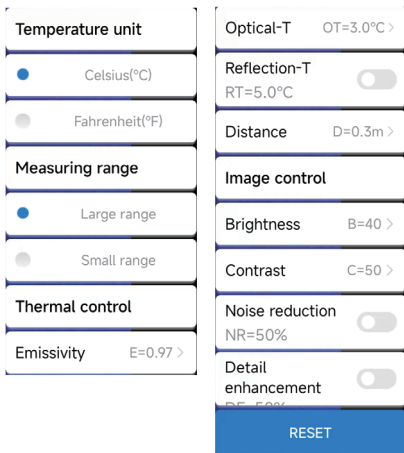 Temperature unit
Celsius(°C)
Fahrenheit(°F)
Measuring range
Large range
Small range
Thermal control
Emissivity E=0.97 >
Optical-T OT=3.0°C >
Reflection-T
RT=5.0°C
Distance D=0.3m >
Image control
Brightness B=40 >
Contrast C=50 >
Noise reduction
NR=50%
Detail
enhancement
DE=50%
RESET